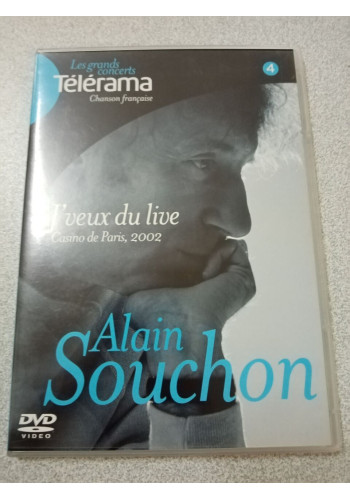 Les grands
concerts
Télérama
Chanson française
4
J'veux du live
Casino de Paris, 2002
Alain
Souchon
DVD
VIDEO